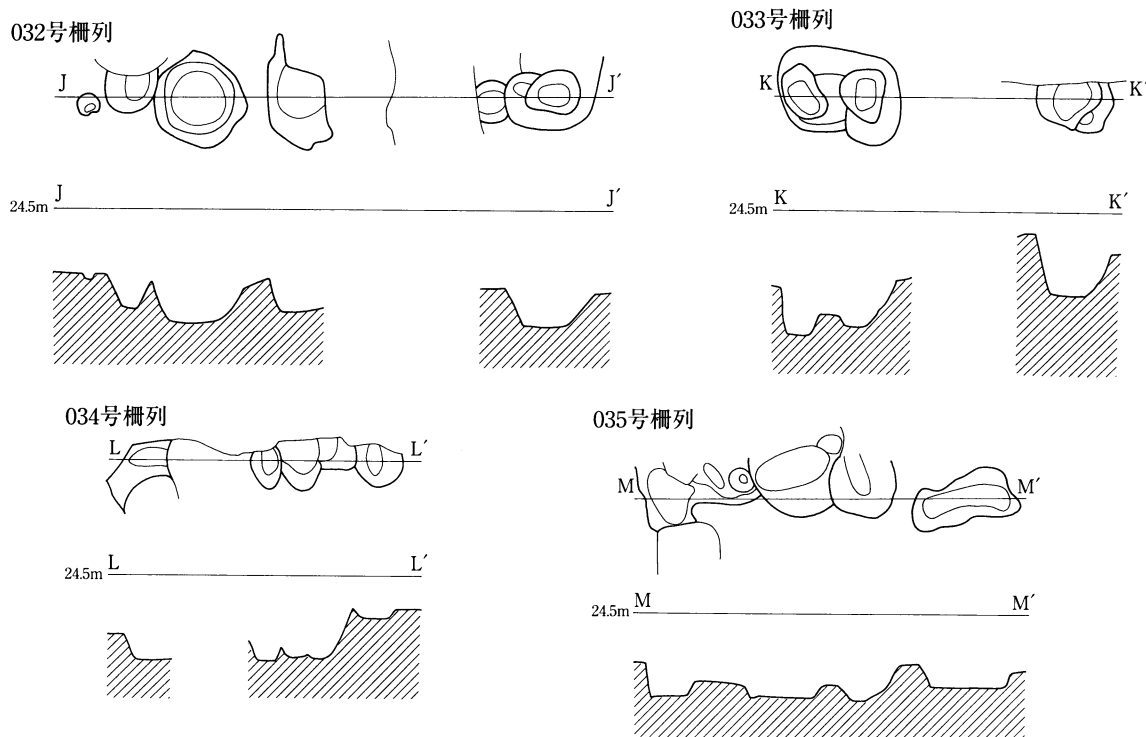 032号柵列
J J′
J J′
24.5m
033号柵列
K K′
K K′
24.5m
034号柵列
L L′
L L′
24.5m
035号柵列
M M′
M M′
24.5m